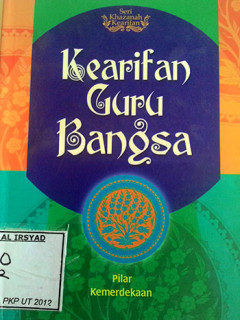 Seri
Khazanah
Kearifan
Kearifan
Guru
Bangsa
AL IRSYAD
PKP UT 2012
Pilar
Kemerdekaan